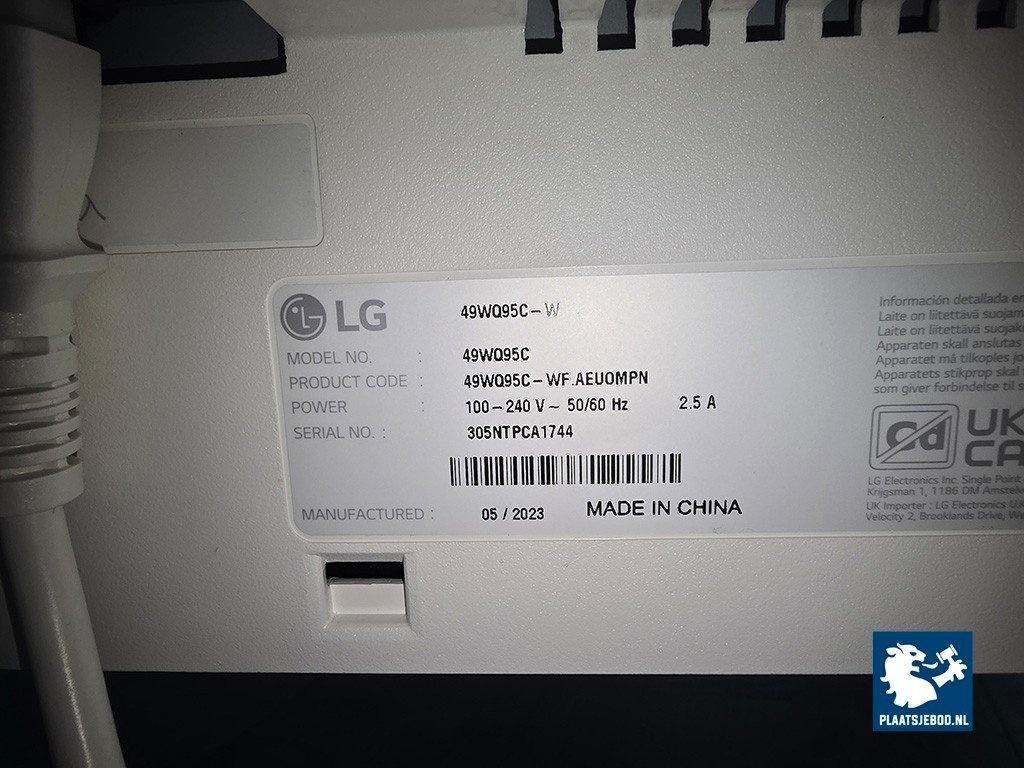 LG
49WQ95C-W
MODEL NO. : 49WQ95C
PRODUCT CODE : 49WQ95C-WF.AEUOMPN
POWER : 100-240 V~ 50/60 Hz 2.5 A
SERIAL NO. : 305NTPCA1744
MANUFACTURED : 05 / 2023 MADE IN CHINA
Información detallada
Laite on liitettävä
Laite on liitettävä
Apparaten skall anslutas
Apparatet må tilkoples
Apparatets stikprop skal
som giver forbindelse til
Cd
UK
CA
LG Electronics Inc. Single Point
Krijgsman 1, 1186 DM
UK Importer : LG Electronics
Velocity 2, Brooklands Drive,
PLAATSJEBOD.NL